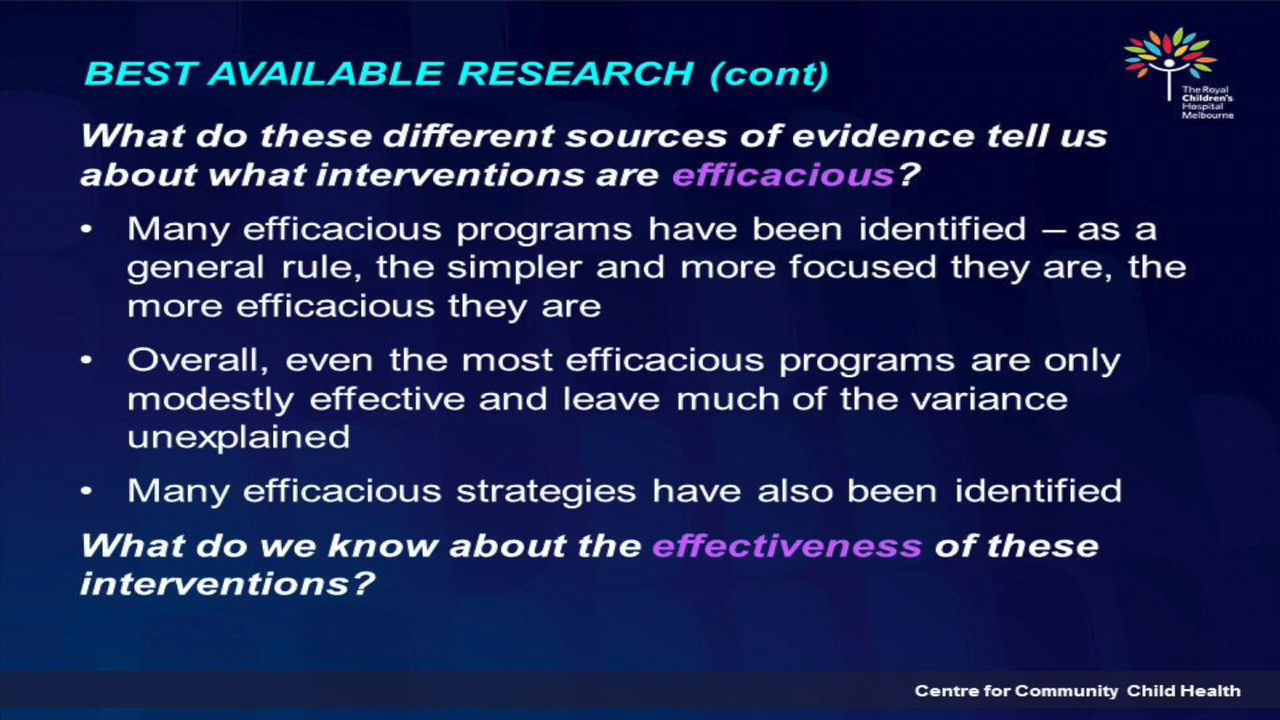 BEST AVAILABLE RESEARCH (cont)
The Royal
Children's
Hospital
Melbourne
What do these different sources of evidence tell us
about what interventions are efficacious?
• Many efficacious programs have been identified – as a
general rule, the simpler and more focused they are, the
more efficacious they are
• Overall, even the most efficacious programs are only
modestly effective and leave much of the variance
unexplained
• Many efficacious strategies have also been identified
What do we know about the effectiveness of these
interventions?
Centre for Community Child Health